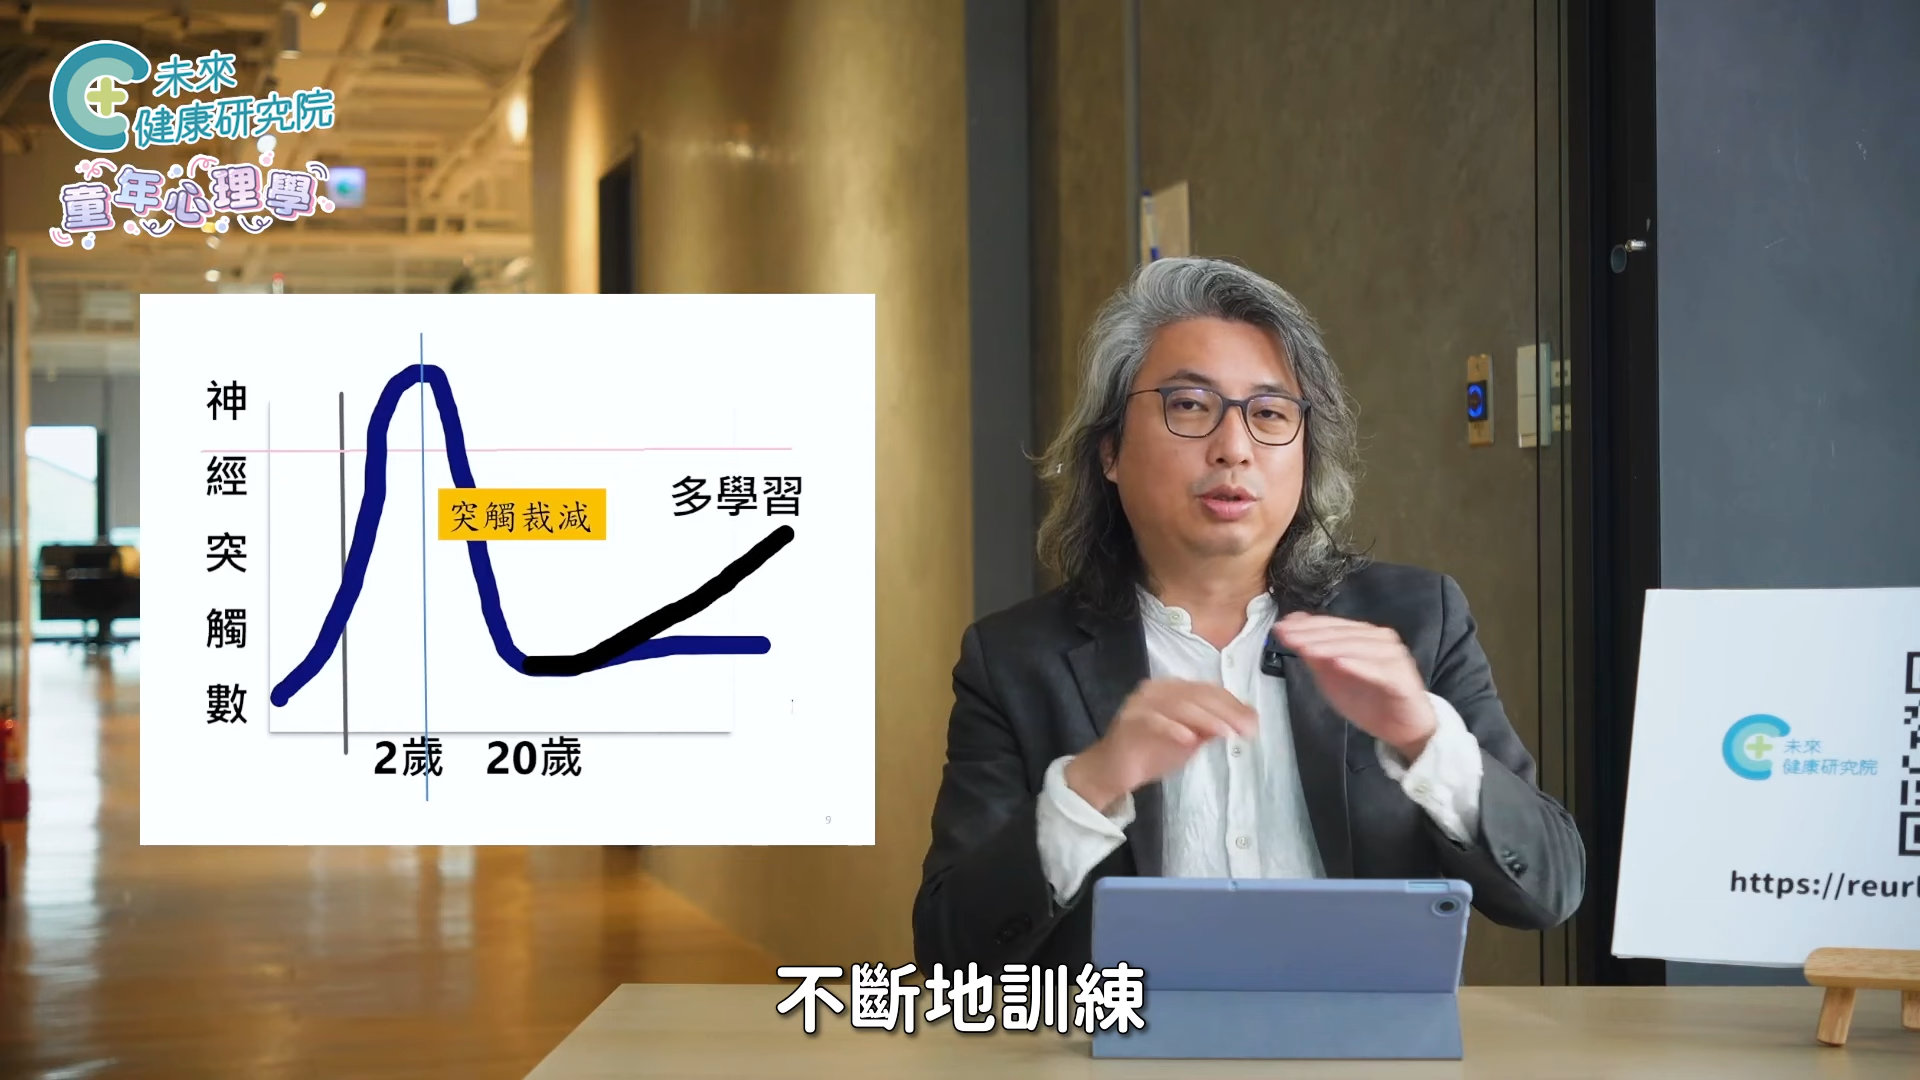 未來
健康研究院
童年心理學
神經突觸數
突觸裁減
多學習
2歲
20歲
9
未來
健康研究院
https://reurl
不斷地訓練